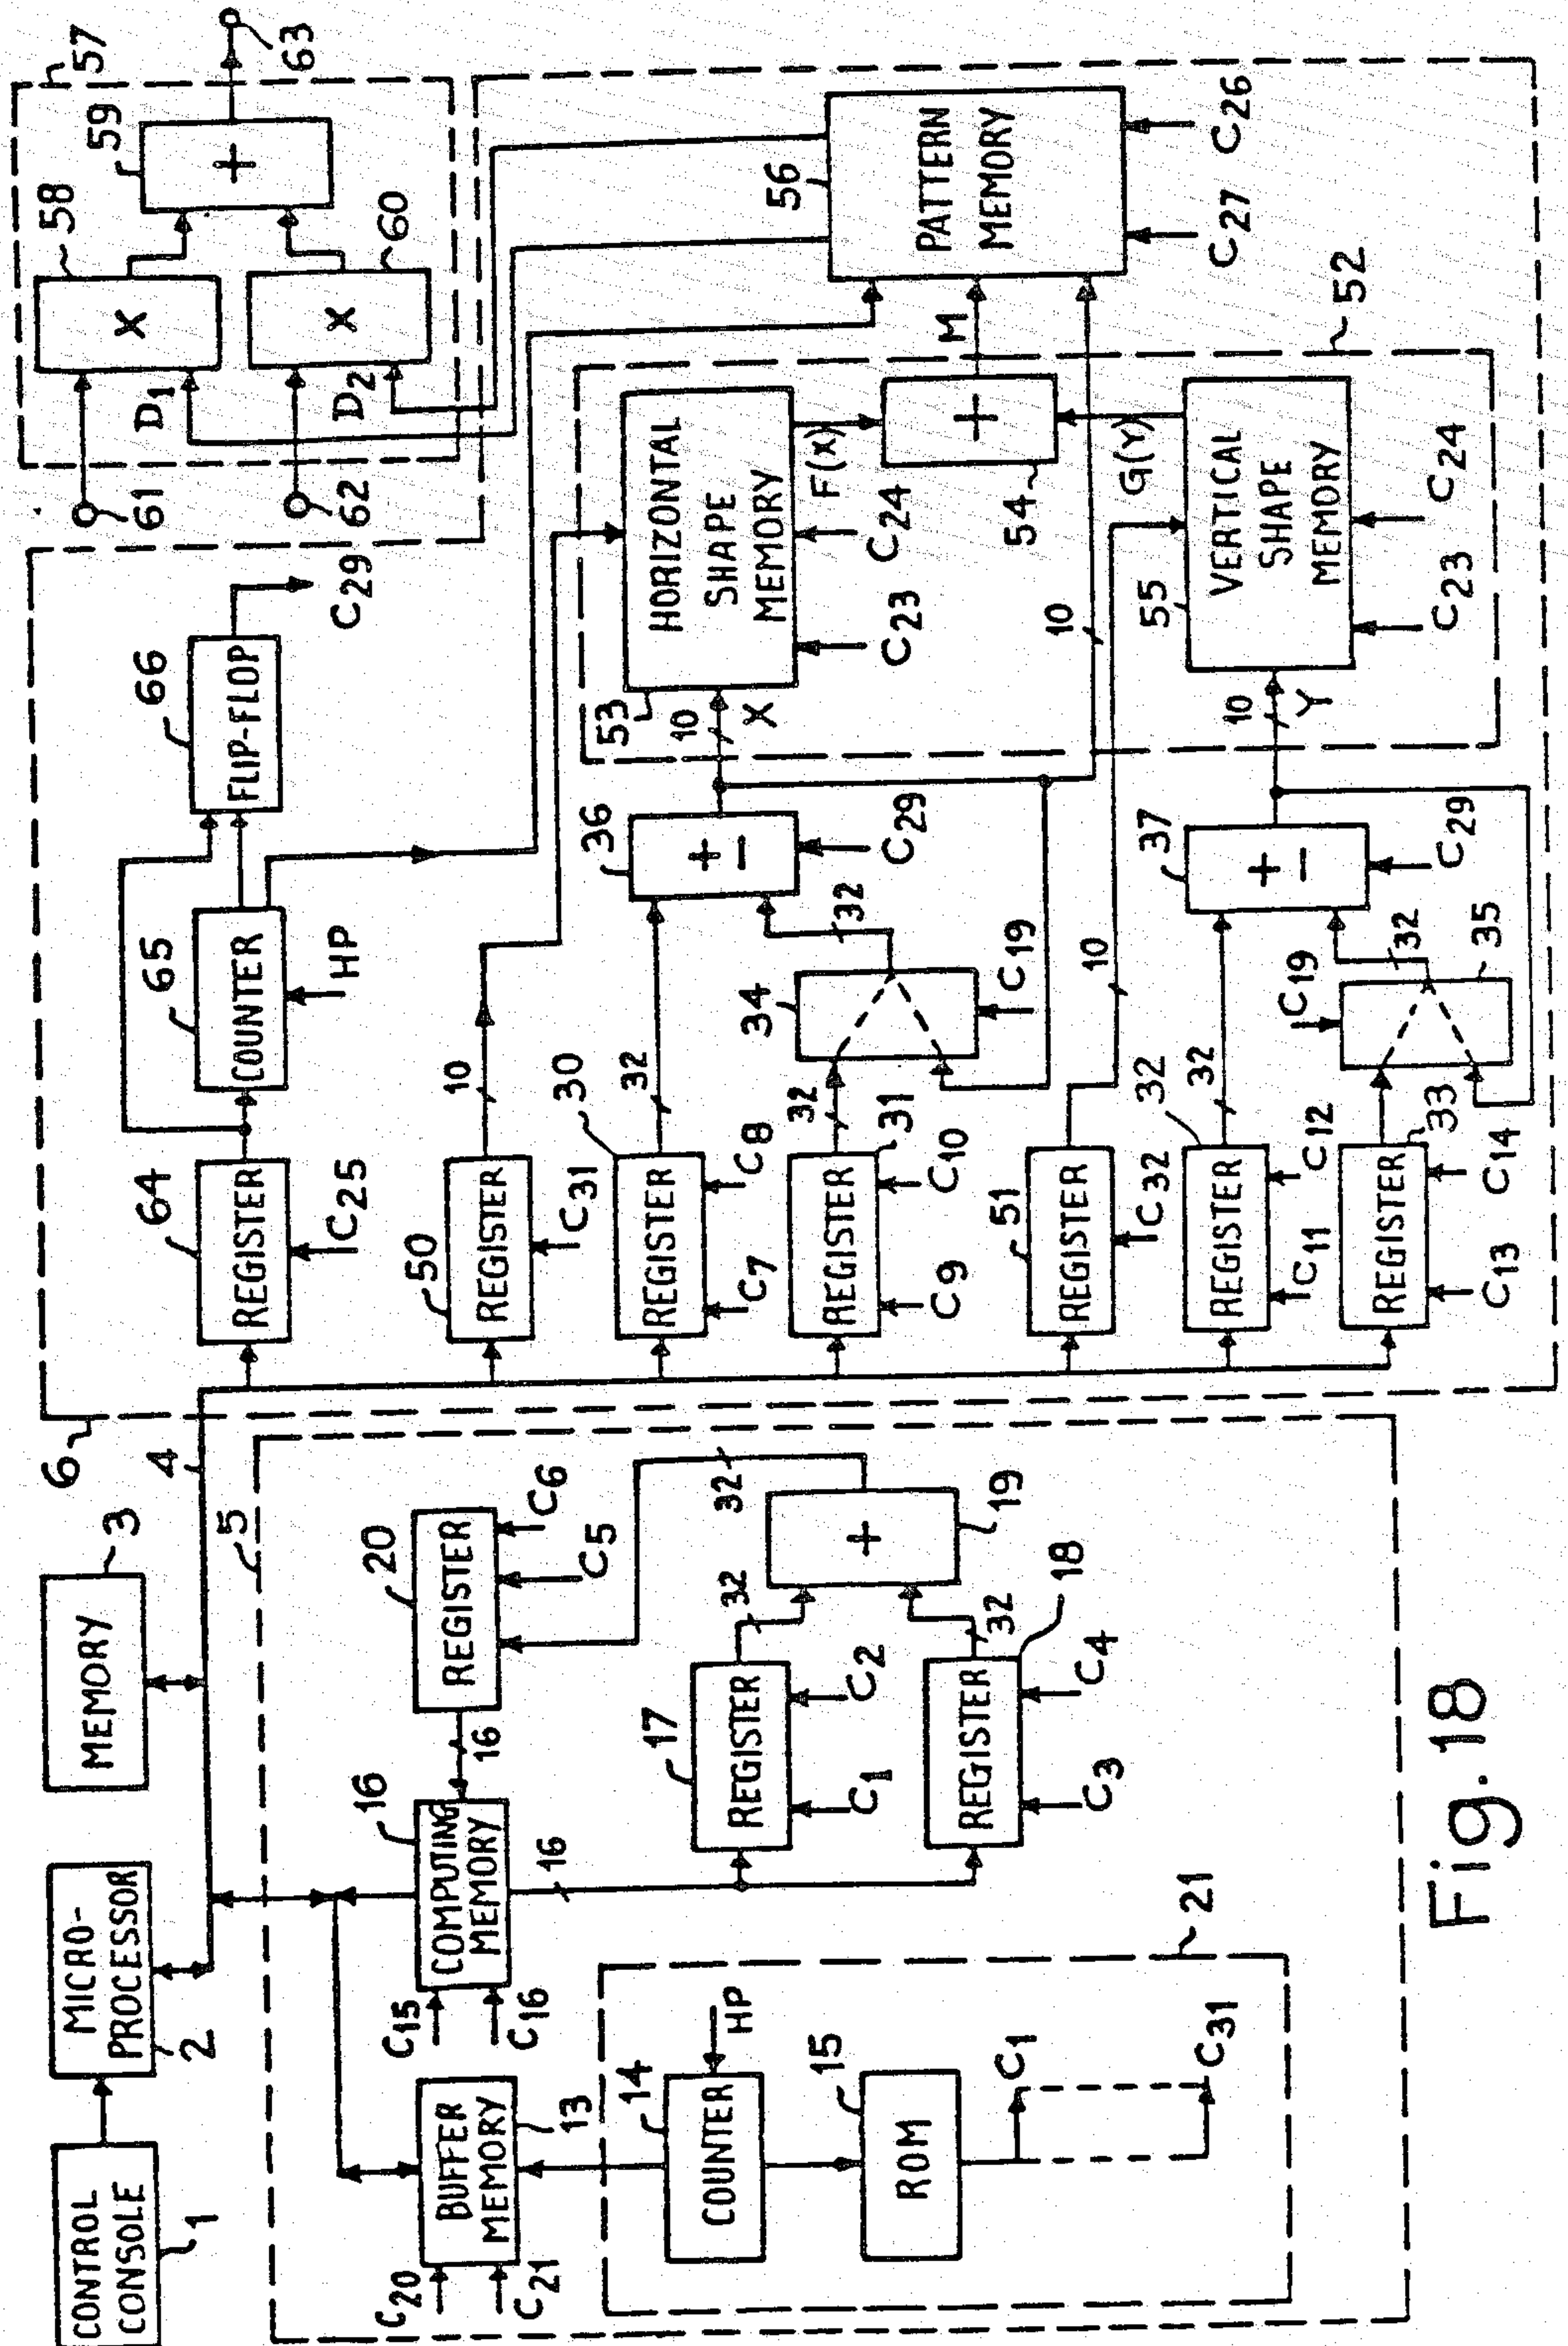 CONTROL
CONSOLE
1
MICRO-
PROCESSOR
2
MEMORY
3
4
5
6
C20
C21
BUFFER
MEMORY
13
C15
C16
COMPUTING
MEMORY
16
16
16
REGISTER
20
C5
C6
COUNTER
14
HP
ROM
15
C1
C31
21
REGISTER
17
C1
C2
32
REGISTER
18
C3
C4
32
+
19
32
REGISTER
64
C25
COUNTER
65
HP
FLIP-FLOP
66
C29
REGISTER
50
C31
10
REGISTER
30
C7
C8
32
REGISTER
31
C9
C10
32
34
C19
32
+
−
36
C29
REGISTER
51
C32
10
REGISTER
32
C11
C12
32
REGISTER
33
C13
C14
C19
35
32
+
−
37
C29
10
X
53
HORIZONTAL
SHAPE
MEMORY
C23
C24
F(X)
+
54
M
10
10
Y
55
VERTICAL
SHAPE
MEMORY
C23
C24
G(Y)
52
PATTERN
MEMORY
56
C27
C26
61
62
D1
D2
X
58
X
60
+
59
57
63
Fig. 18